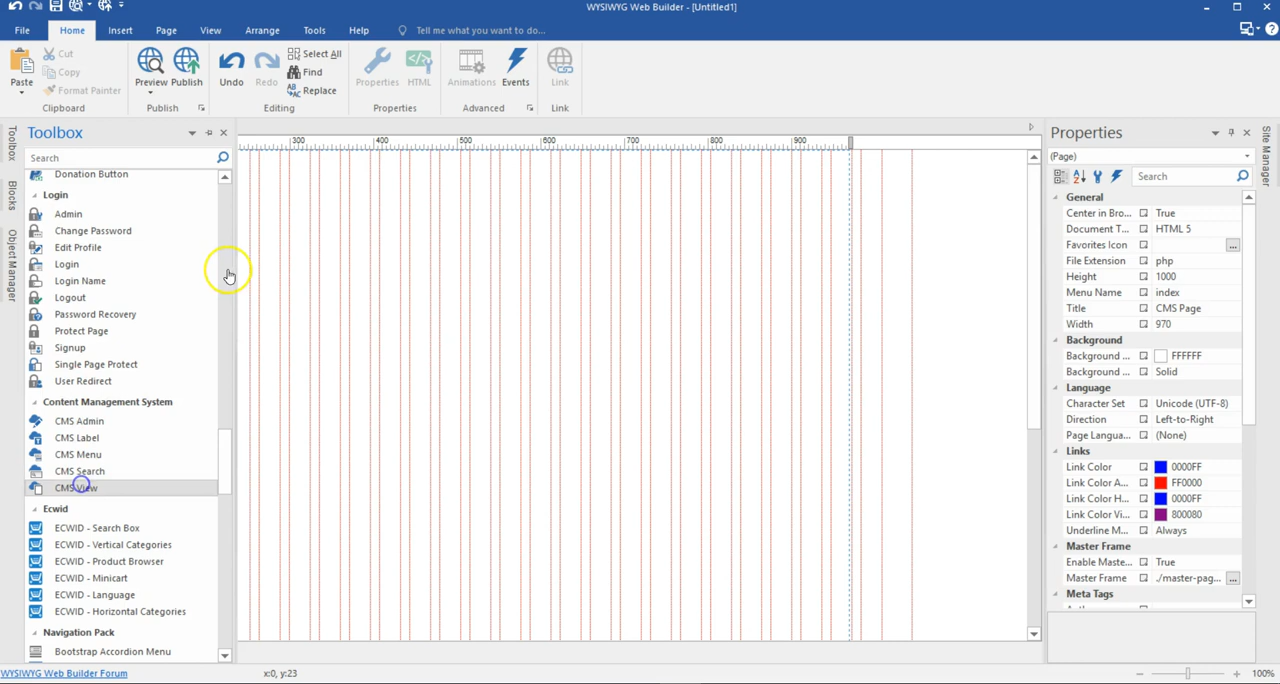 WYSIWYG Web Builder - [Untitled1]
File Home Insert Page View Arrange Tools Help Tell me what you want to do...
Paste
Cut
Copy
Format Painter
Clipboard
Preview Publish
Publish
Undo Redo
Select All
Find
Replace
Editing
Properties HTML
Properties
Animations Events
Advanced
Link
Link
Toolbox
Blocks
Object Manager
Toolbox
Search
Donation Button
Login
Admin
Change Password
Edit Profile
Login
Login Name
Logout
Password Recovery
Protect Page
Signup
Single Page Protect
User Redirect
Content Management System
CMS Admin
CMS Label
CMS Menu
CMS Search
CMS View
Ecwid
ECWID - Search Box
ECWID - Vertical Categories
ECWID - Product Browser
ECWID - Minicart
ECWID - Language
ECWID - Horizontal Categories
Navigation Pack
Bootstrap Accordion Menu
300 400 500 600 700 800 900
Properties
(Page)
Search
General
Center in Bro... True
Document T... HTML 5
Favorites Icon ...
File Extension php
Height 1000
Menu Name index
Title CMS Page
Width 970
Background
Background ... FFFFFF
Background ... Solid
Language
Character Set Unicode (UTF-8)
Direction Left-to-Right
Page Langua... (None)
Links
Link Color 0000FF
Link Color A... FF0000
Link Color H... 0000FF
Link Color Vi... 800080
Underline M... Always
Master Frame
Enable Maste... True
Master Frame ./master-pag... ...
Meta Tags
Site Manager
WYSIWYG Web Builder Forum
x:0, y:23
100%